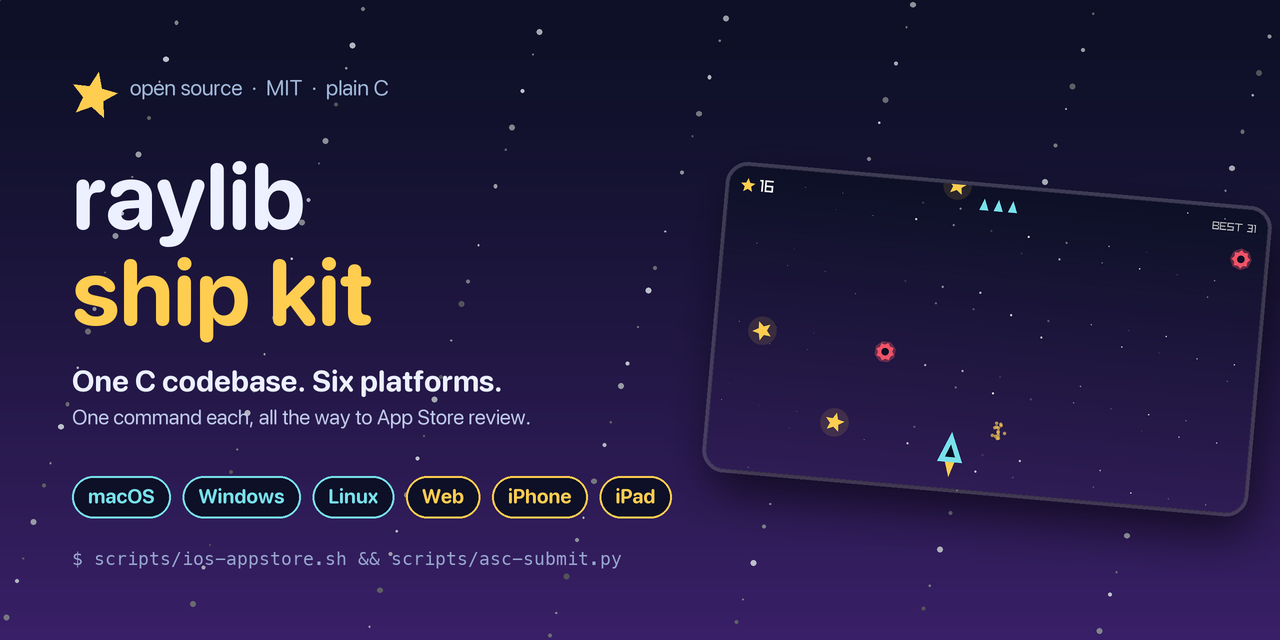 open source · MIT · plain C
raylib
ship kit
One C codebase. Six platforms.
One command each, all the way to App Store review.
macOS Windows Linux Web iPhone iPad
$ scripts/ios-appstore.sh && scripts/asc-submit.py
16
BEST 31